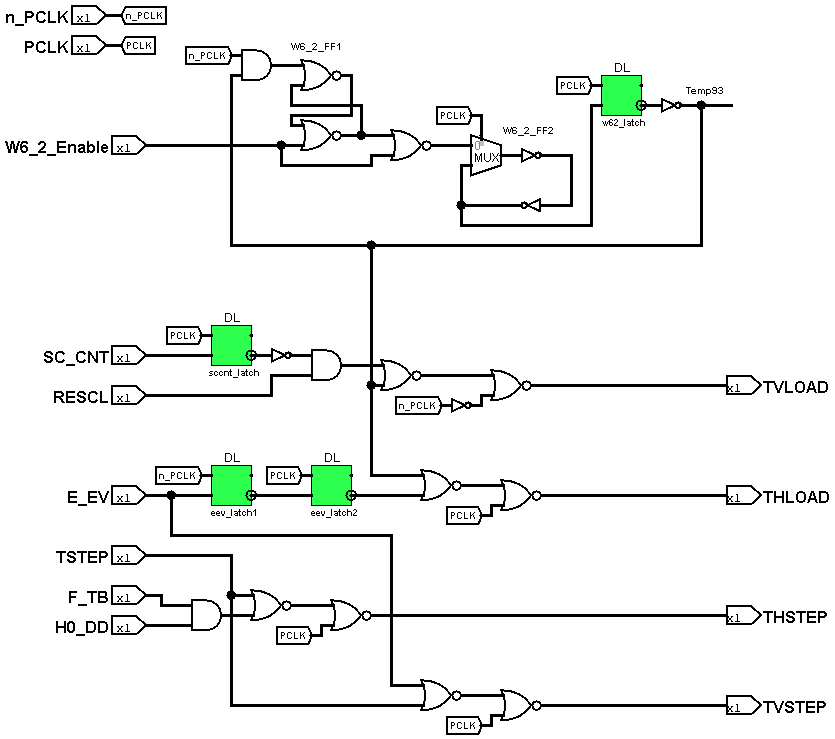 n_PCLK x1 n_PCLK
PCLK x1 PCLK
n_PCLK W6_2_FF1
DL
PCLK Temp93
w62_latch
PCLK W6_2_FF2
W6_2_Enable x1
0 MUX
DL
PCLK
SC_CNT x1
sccnt_latch
RESCL x1
n_PCLK
x1 TVLOAD
DL DL
n_PCLK PCLK
E_EV x1
eev_latch1 eev_latch2
PCLK
x1 THLOAD
TSTEP x1
F_TB x1
H0_DD x1
PCLK
x1 THSTEP
PCLK
x1 TVSTEP